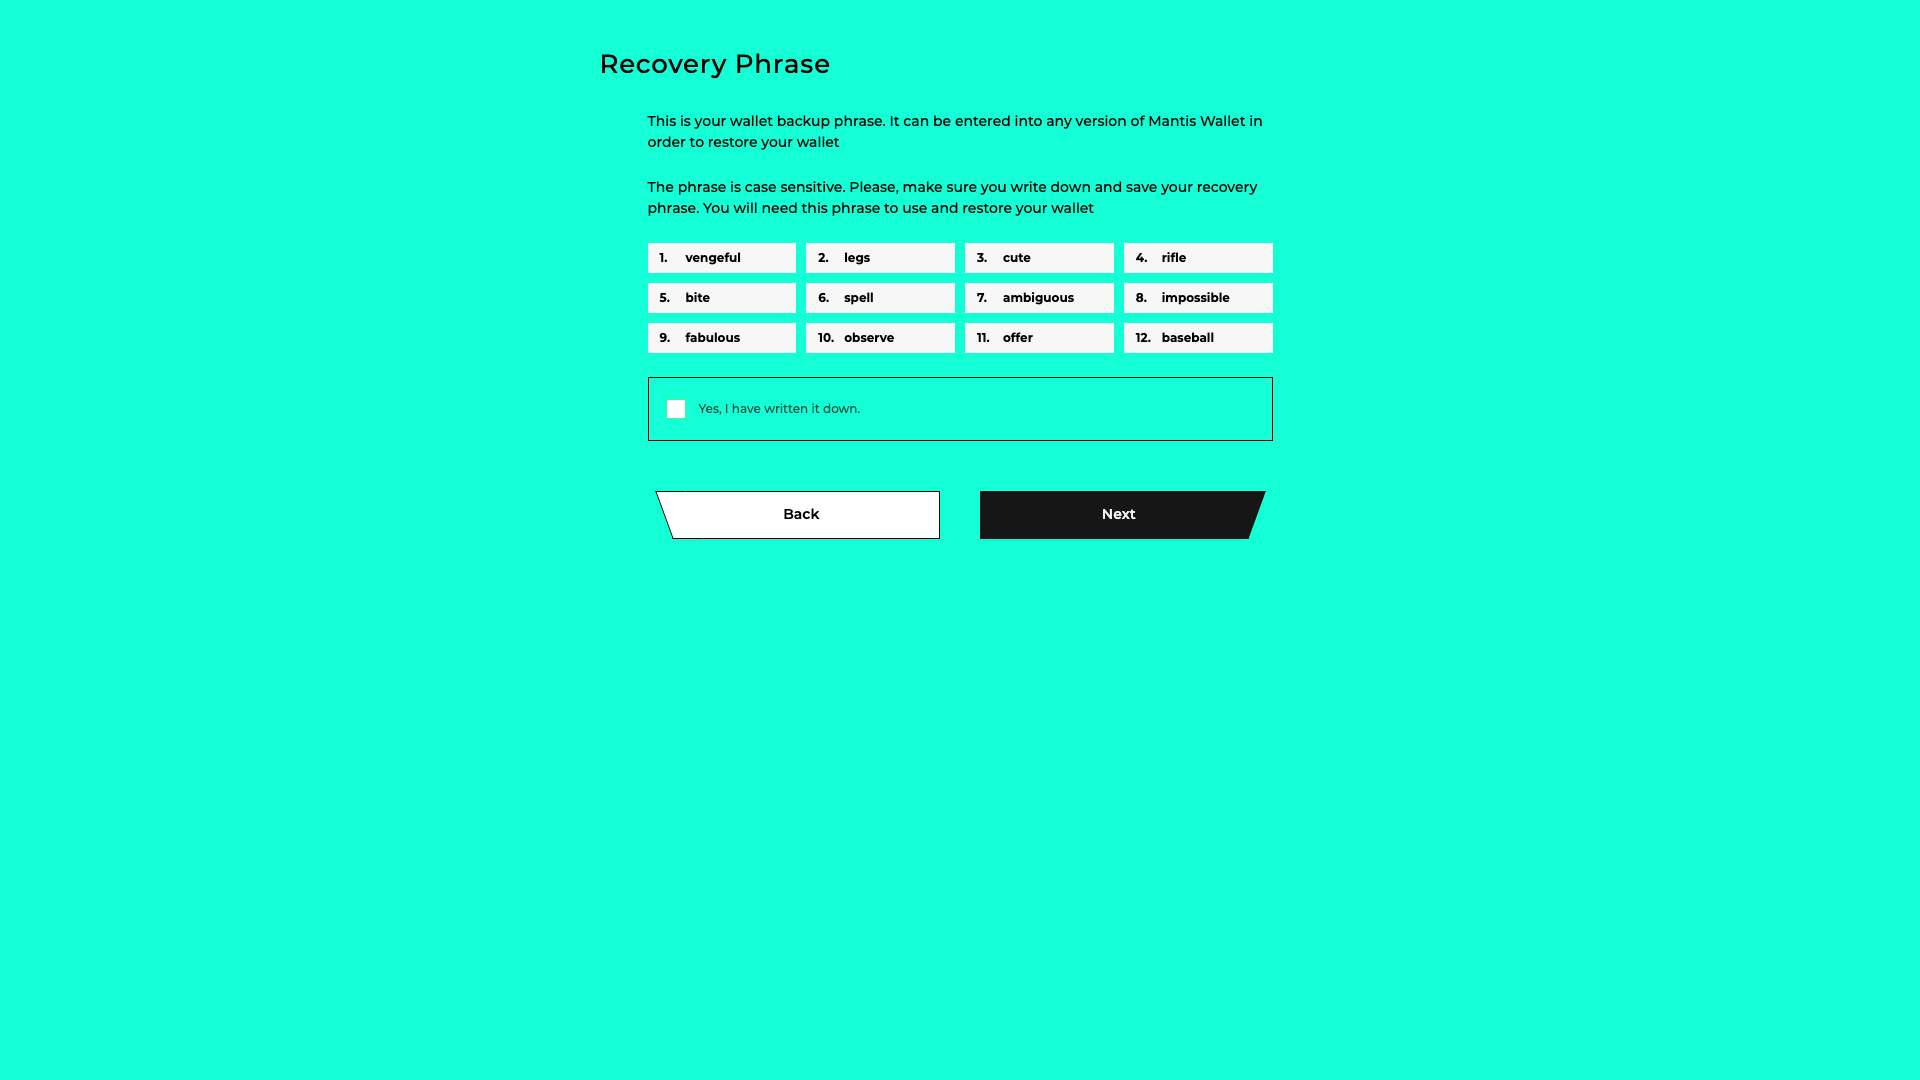 Recovery Phrase
This is your wallet backup phrase. It can be entered into any version of Mantis Wallet in
order to restore your wallet
The phrase is case sensitive. Please, make sure you write down and save your recovery
phrase. You will need this phrase to use and restore your wallet
1. vengeful 2. legs 3. cute 4. rifle
5. bite 6. spell 7. ambiguous 8. impossible
9. fabulous 10. observe 11. offer 12. baseball
Yes, I have written it down.
Back Next